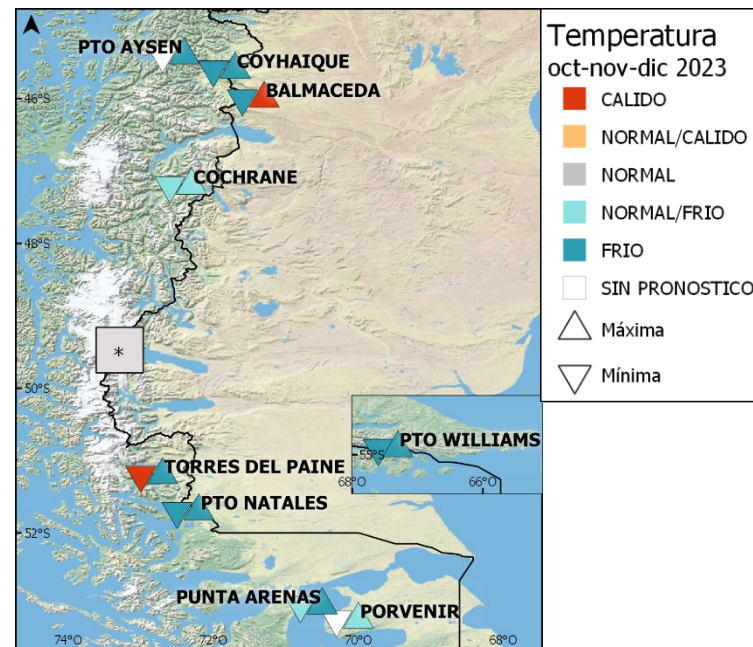 PTO AYSEN
COYHAIQUE
BALMACEDA
46°S
COCHRANE
48°S
*
50°S
PTO WILLIAMS
55°S
68°O
66°O
TORRES DEL PAINE
PTO NATALES
52°S
PUNTA ARENAS
PORVENIR
74°O
72°O
70°O
68°O
Temperatura
oct-nov-dic 2023
CALIDO
NORMAL/CALIDO
NORMAL
NORMAL/FRIO
FRIO
SIN PRONOSTICO
Máxima
Mínima